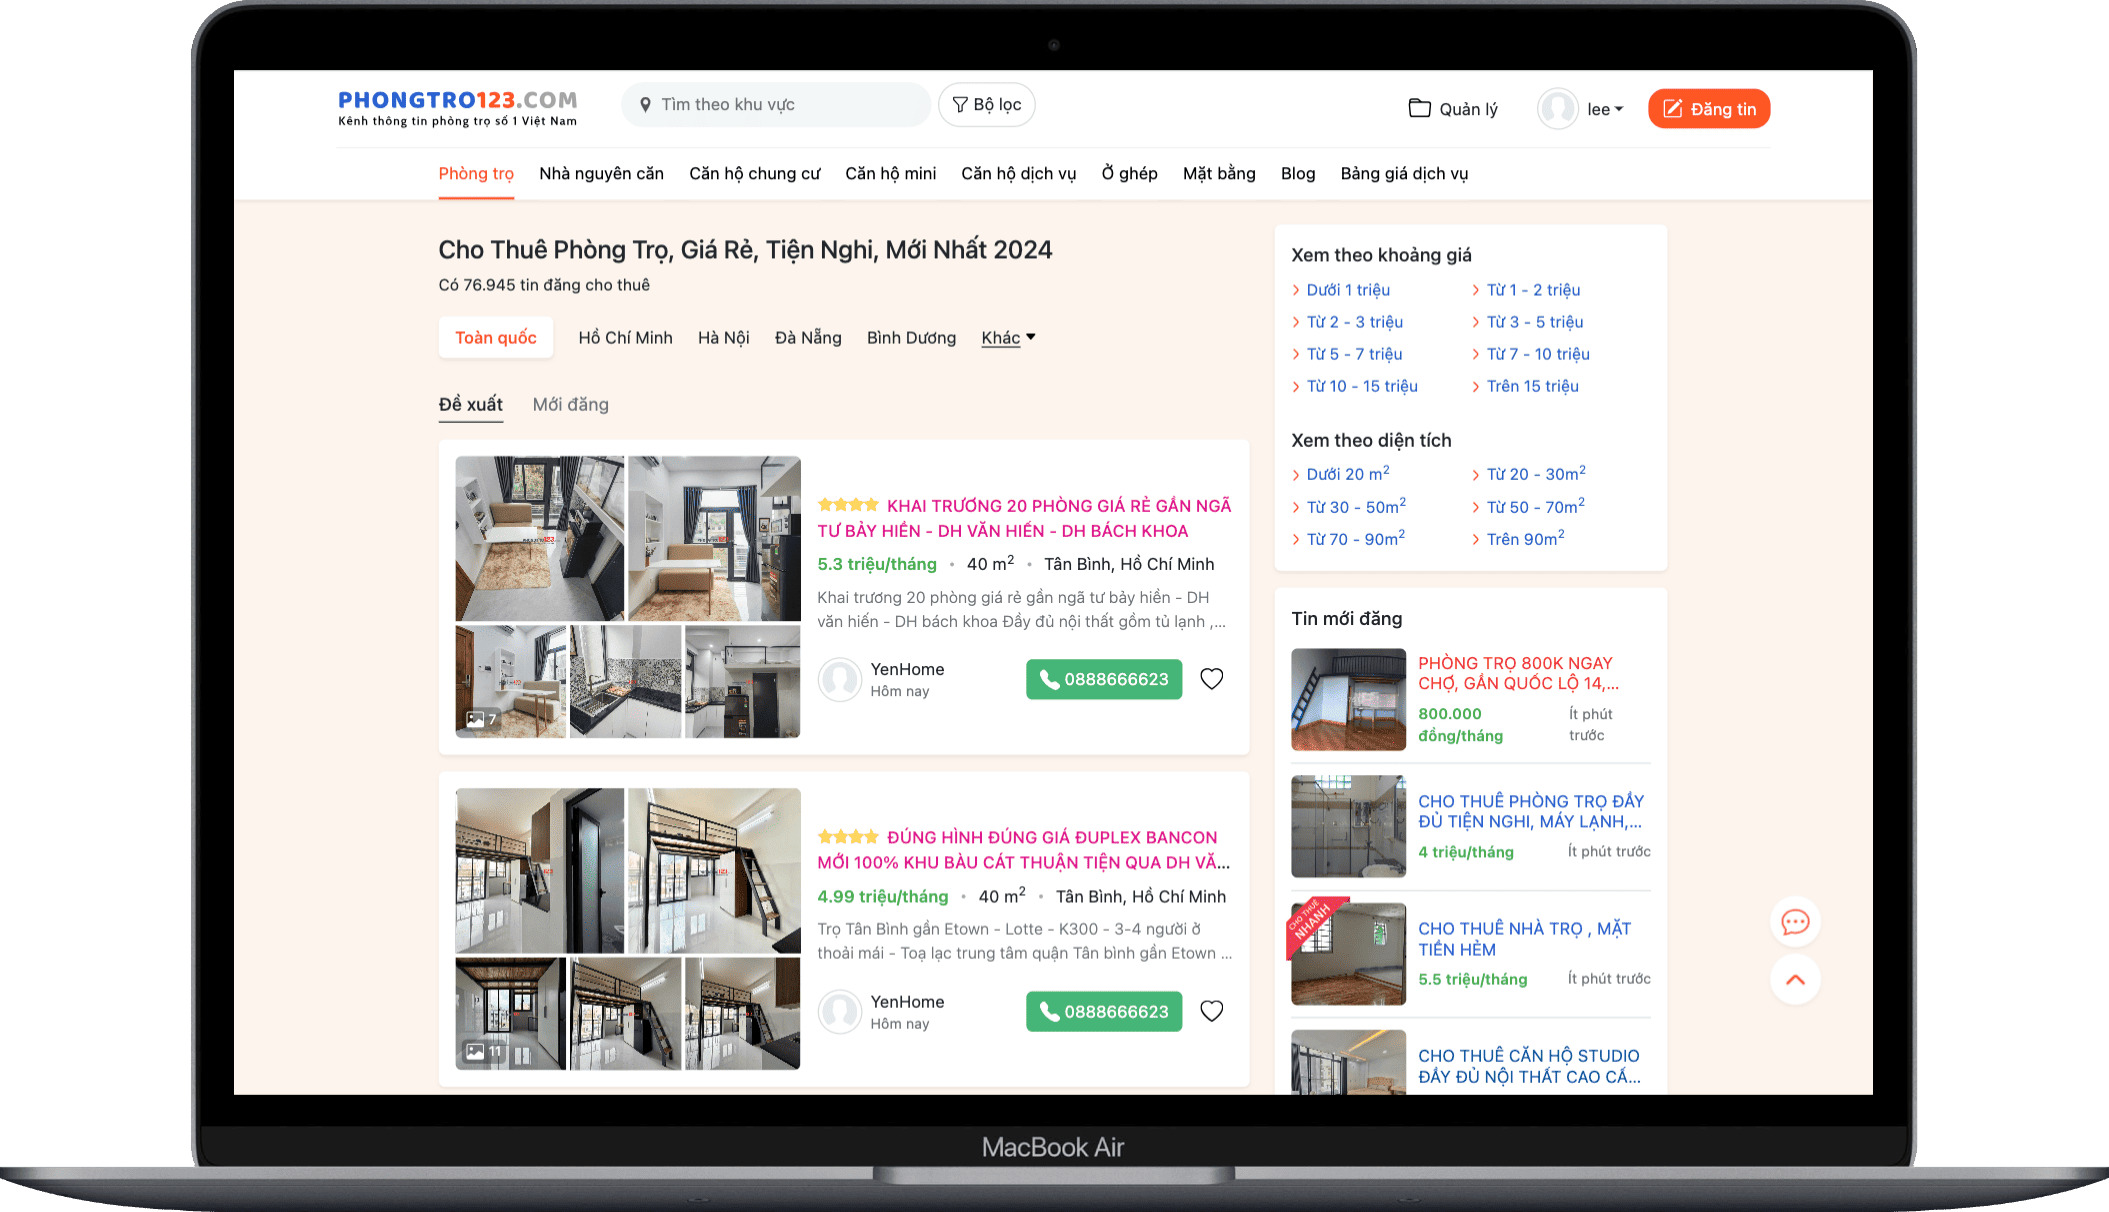 PHONGTRO123.COM
Kênh thông tin phòng trọ số 1 Việt Nam
Tìm theo khu vực
Bộ lọc
Quản lý
lee
Đăng tin
Phòng trọ
Nhà nguyên căn
Căn hộ chung cư
Căn hộ mini
Căn hộ dịch vụ
Ở ghép
Mặt bằng
Blog
Bảng giá dịch vụ
Cho Thuê Phòng Trọ, Giá Rẻ, Tiện Nghi, Mới Nhất 2024
Có 76.945 tin đăng cho thuê
Toàn quốc
Hồ Chí Minh
Hà Nội
Đà Nẵng
Bình Dương
Khác
Đề xuất
Mới đăng
7
KHAI TRƯƠNG 20 PHÒNG GIÁ RẺ GẦN NGÃ
TƯ BẢY HIỀN - DH VĂN HIẾN - DH BÁCH KHOA
5.3 triệu/tháng • 40 m² • Tân Bình, Hồ Chí Minh
Khai trương 20 phòng giá rẻ gần ngã tư bảy hiền - DH
văn hiến - DH bách khoa Đầy đủ nội thất gồm tủ lạnh ,...
YenHome
Hôm nay
0888666623
11
ĐÚNG HÌNH ĐÚNG GIÁ ĐUPLEX BANCON
MỚI 100% KHU BÀU CÁT THUẬN TIỆN QUA DH VĂ...
4.99 triệu/tháng • 40 m² • Tân Bình, Hồ Chí Minh
Trọ Tân Bình gần Etown - Lotte - K300 - 3-4 người ở
thoải mái - Toạ lạc trung tâm quận Tân bình gần Etown ...
YenHome
Hôm nay
0888666623
Xem theo khoảng giá
Dưới 1 triệu
Từ 1 - 2 triệu
Từ 2 - 3 triệu
Từ 3 - 5 triệu
Từ 5 - 7 triệu
Từ 7 - 10 triệu
Từ 10 - 15 triệu
Trên 15 triệu
Xem theo diện tích
Dưới 20 m²
Từ 20 - 30m²
Từ 30 - 50m²
Từ 50 - 70m²
Từ 70 - 90m²
Trên 90m²
Tin mới đăng
PHÒNG TRỌ 800K NGAY
CHỢ, GẦN QUỐC LỘ 14,...
800.000
đồng/tháng
Ít phút
trước
CHO THUÊ PHÒNG TRỌ ĐẦY
ĐỦ TIỆN NGHI, MÁY LẠNH,...
4 triệu/tháng
Ít phút trước
CHO THUÊ
NHANH
CHO THUÊ NHÀ TRỌ , MẶT
TIỀN HẺM
5.5 triệu/tháng
Ít phút trước
CHO THUÊ CĂN HỘ STUDIO
ĐẦY ĐỦ NỘI THẤT CAO CẤ...
MacBook Air